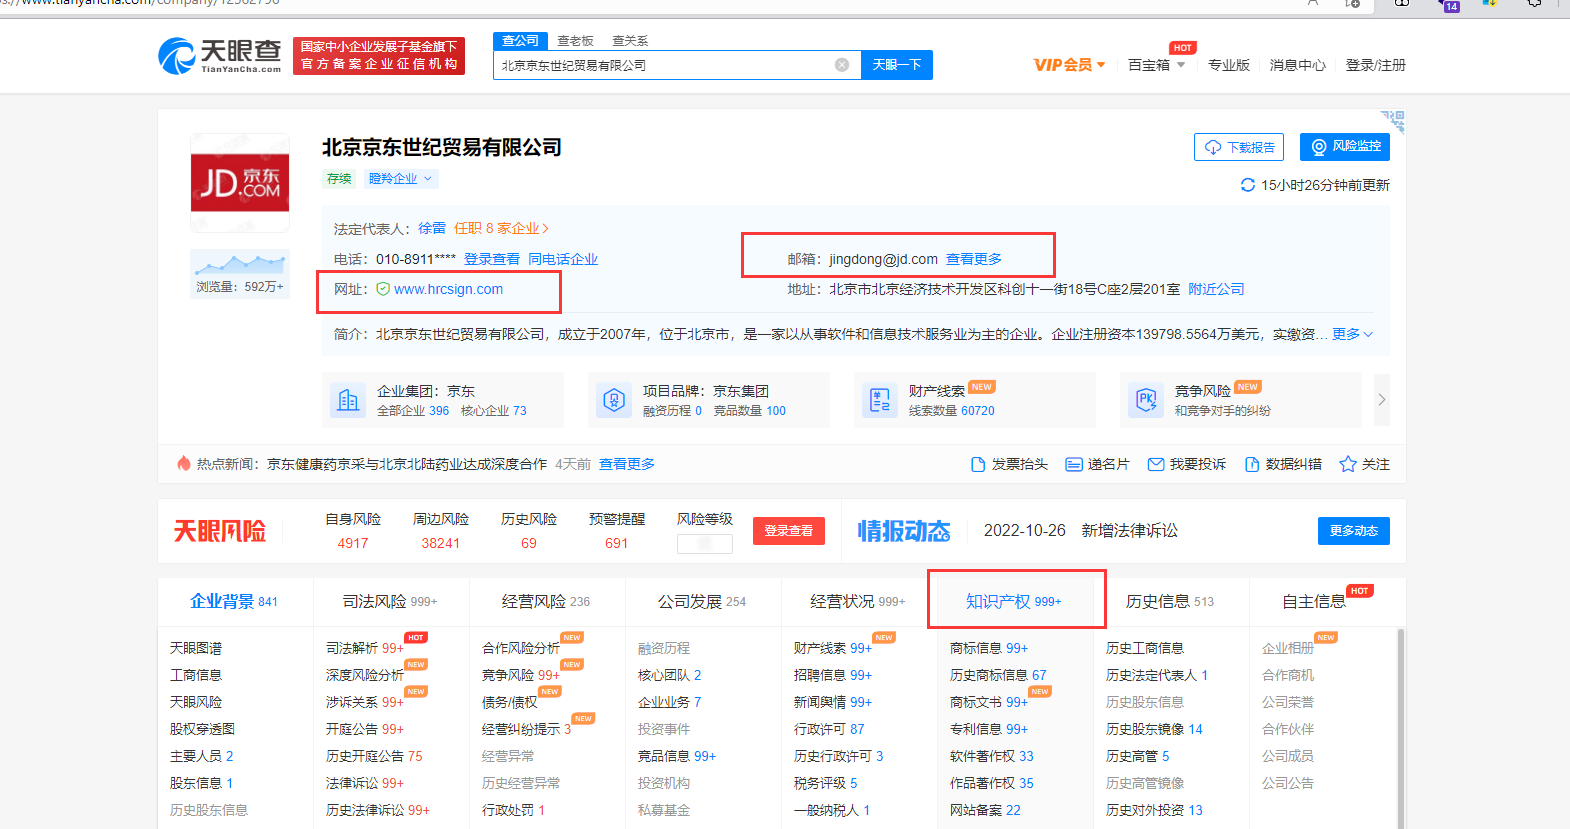 www.tianyancha.com/company/12562796
14
天眼查
TianYanCha.com
国家中小企业发展子基金旗下
官方备案企业征信机构
查公司 查老板 查关系
北京京东世纪贸易有限公司
天眼一下
VIP会员 百宝箱 HOT 专业版 消息中心 登录/注册
JD 京东
.COM
浏览量：592万+
北京京东世纪贸易有限公司
下载报告 风险监控
存续 瞪羚企业
15小时26分钟前更新
法定代表人：徐雷 任职 8 家企业>
电话：010-8911**** 登录查看 同电话企业 邮箱：jingdong@jd.com 查看更多
网址：www.hrcsign.com 地址：北京市北京经济技术开发区科创十一街18号C座2层201室 附近公司
简介：北京京东世纪贸易有限公司，成立于2007年，位于北京市，是一家以从事软件和信息技术服务业为主的企业。企业注册资本139798.5564万美元，实缴资... 更多
企业集团：京东 项目品牌：京东集团 财产线索 NEW 竞争风险 NEW
全部企业 396 核心企业 73 融资历程 0 竞品数量 100 线索数量 60720 和竞争对手的纠纷
PK
热点新闻：京东健康药京采与北京北陆药业达成深度合作 4天前 查看更多 发票抬头 递名片 我要投诉 数据纠错 关注
天眼风险 自身风险 周边风险 历史风险 预警提醒 风险等级 登录查看 情报动态 2022-10-26 新增法律诉讼 更多动态
4917 38241 69 691
企业背景 841 司法风险 999+ 经营风险 236 公司发展 254 经营状况 999+ 知识产权 999+ 历史信息 513 自主信息 HOT
天眼图谱 司法解析 99+ HOT 合作风险分析 NEW 融资历程 财产线索 99+ NEW 商标信息 99+ 历史工商信息 企业相册 NEW
工商信息 深度风险分析 NEW 竞争风险 99+ NEW 核心团队 2 招聘信息 99+ 历史商标信息 67 历史法定代表人 1 合作商机
天眼风险 涉诉关系 99+ NEW 债务/债权 NEW 企业业务 7 新闻舆情 99+ 商标文书 99+ NEW 历史股东信息 公司荣誉
股权穿透图 开庭公告 99+ 经营纠纷提示 3 NEW 投资事件 行政许可 87 专利信息 99+ 历史股东镜像 14 合作伙伴
主要人员 2 历史开庭公告 75 经营异常 竞品信息 99+ 历史行政许可 3 软件著作权 33 历史高管 5 公司成员
股东信息 1 法律诉讼 99+ 历史经营异常 投资机构 税务评级 5 作品著作权 35 历史高管镜像 公司公告
历史股东信息 历史法律诉讼 99+ 行政处罚 1 私募基金 一般纳税人 1 网站备案 22 历史对外投资 13